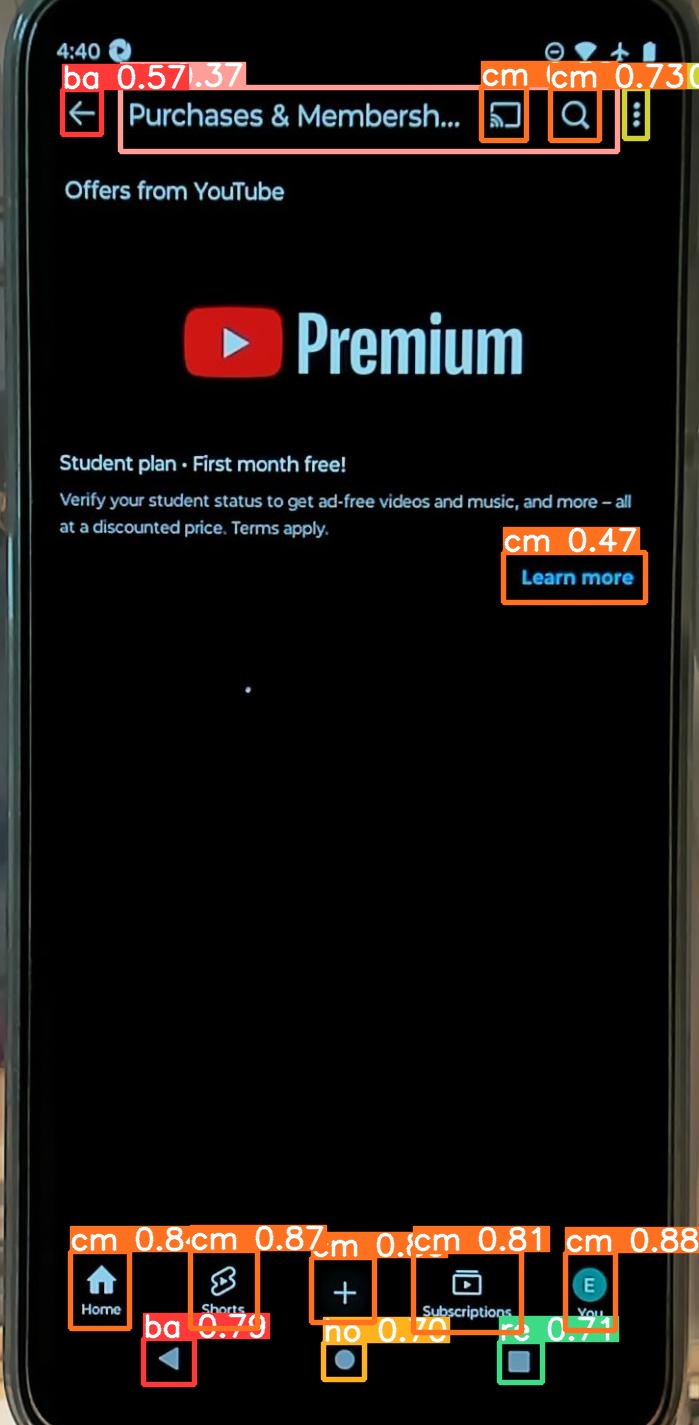 4:40
ba 0.57
.37
cm
cm 0.73
Purchases & Membersh...
Offers from YouTube
Premium
Student plan • First month free!
Verify your student status to get ad-free videos and music, and more – all
at a discounted price. Terms apply.
cm 0.47
Learn more
cm 0.8
cm 0.87
cm 0.8
cm 0.81
cm 0.88
E
Home
Shorts
Subscriptions
You
ba 0.79
ho 0.70
re 0.71